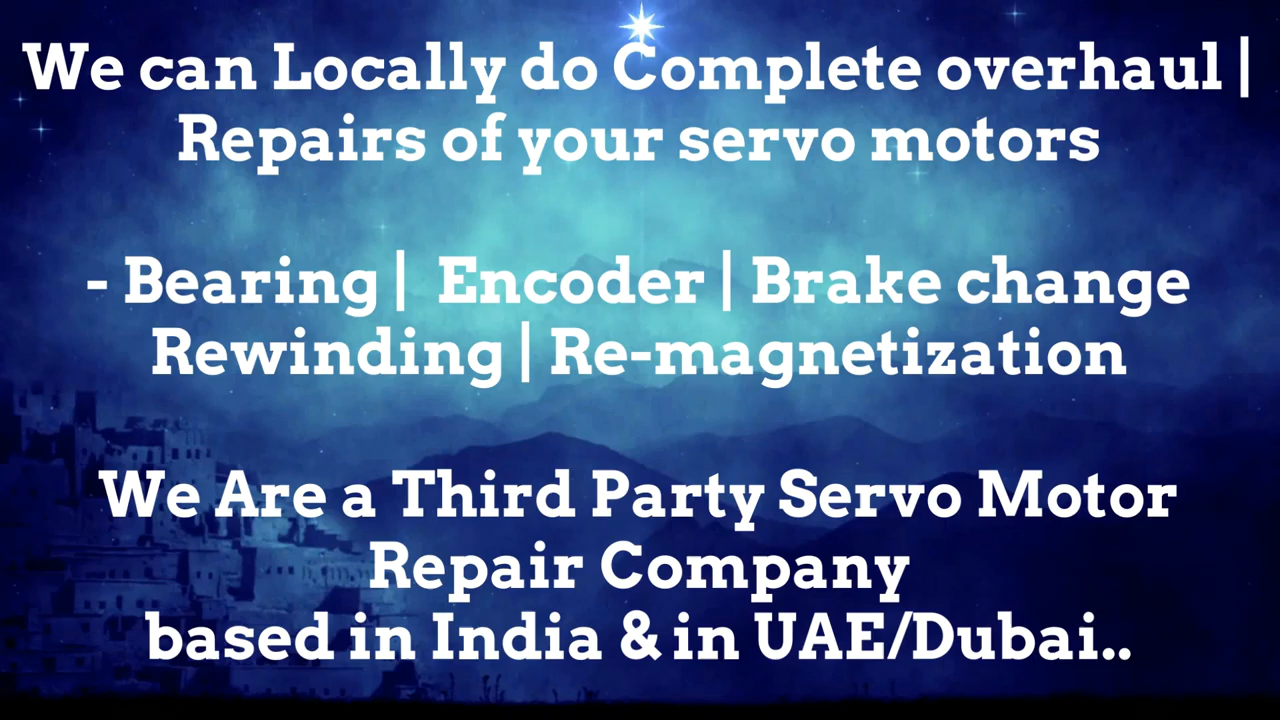 We can Locally do Complete overhaul |
Repairs of your servo motors
- Bearing | Encoder | Brake change
Rewinding | Re-magnetization
We Are a Third Party Servo Motor
Repair Company
based in India & in UAE/Dubai..